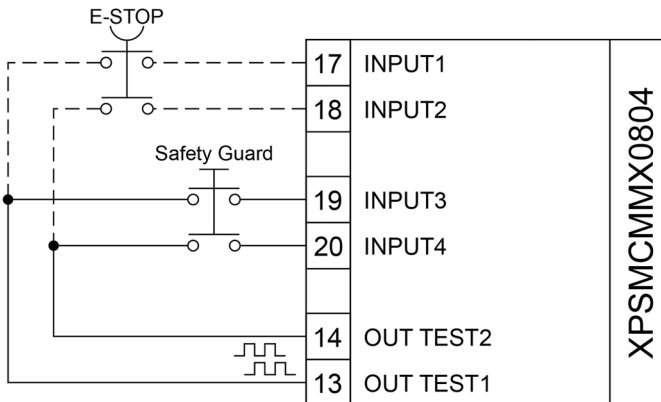 E-STOP
17 INPUT1
18 INPUT2
Safety Guard
19 INPUT3
20 INPUT4
14 OUT TEST2
13 OUT TEST1
XPSMCMMX0804